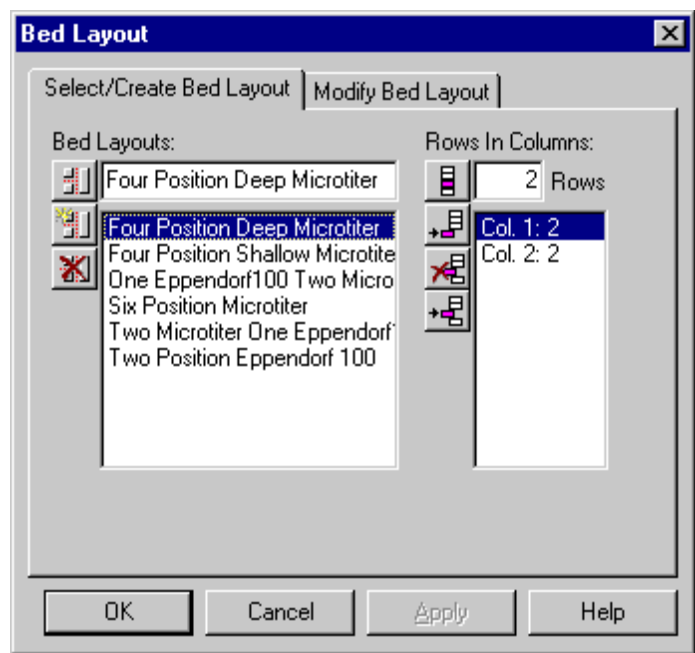 Bed Layout
Select/Create Bed Layout
Modify Bed Layout
Bed Layouts:
Rows In Columns:
Four Position Deep Microtiter
2 Rows
Four Position Deep Microtiter
Four Position Shallow Microtite
One Eppendorf100 Two Micro
Six Position Microtiter
Two Microtiter One Eppendorf
Two Position Eppendorf 100
Col. 1: 2
Col. 2: 2
OK
Cancel
Apply
Help